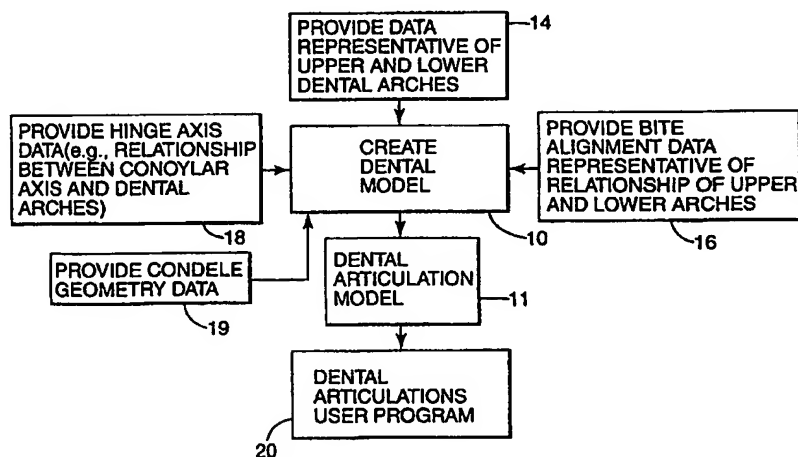 PROVIDE DATA
REPRESENTATIVE OF
UPPER AND LOWER
DENTAL ARCHES
14
PROVIDE HINGE AXIS
DATA(e.g., RELATIONSHIP
BETWEEN CONOYLAR
AXIS AND DENTAL
ARCHES)
18
CREATE
DENTAL
MODEL
10
PROVIDE BITE
ALIGNMENT DATA
REPRESENTATIVE OF
RELATIONSHIP OF UPPER
AND LOWER ARCHES
16
PROVIDE CONDELE
GEOMETRY DATA
19
DENTAL
ARTICULATION
MODEL
11
DENTAL
ARTICULATIONS
USER PROGRAM
20